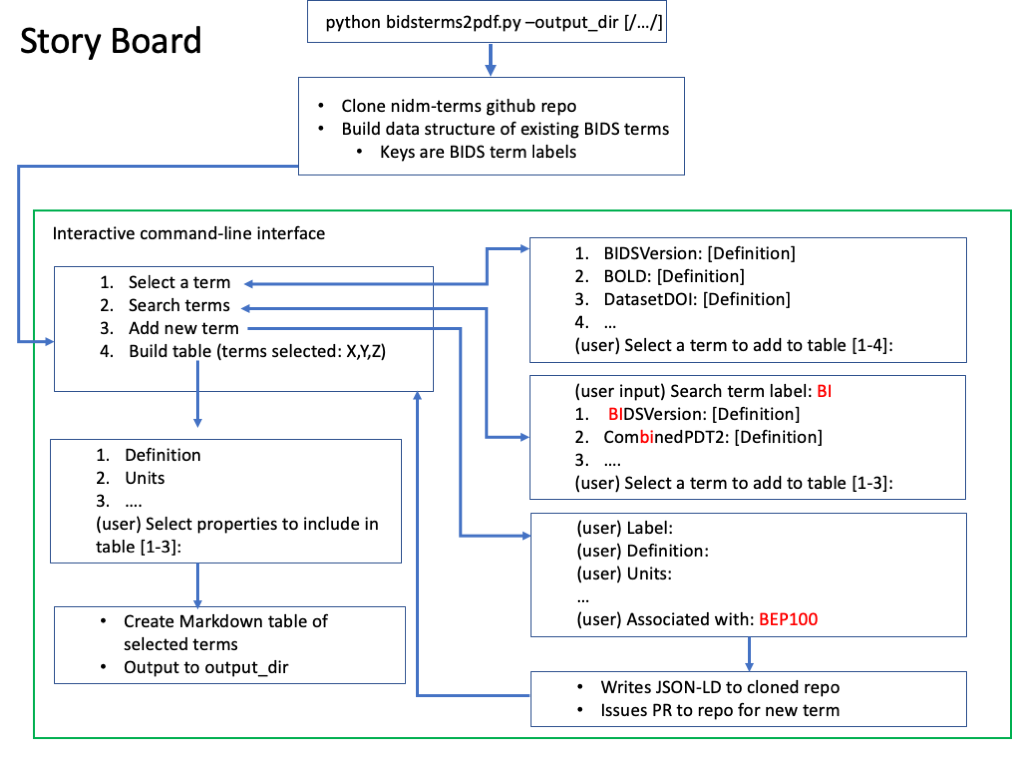 Story Board
python bidsterms2pdf.py –output_dir [/…/]
• Clone nidm-terms github repo
• Build data structure of existing BIDS terms
• Keys are BIDS term labels
Interactive command-line interface
1. Select a term
2. Search terms
3. Add new term
4. Build table (terms selected: X,Y,Z)
1. BIDSVersion: [Definition]
2. BOLD: [Definition]
3. DatasetDOI: [Definition]
4. …
(user) Select a term to add to table [1-4]:
(user input) Search term label: BI
1. BIDSVersion: [Definition]
2. CombinedPDT2: [Definition]
3. ….
(user) Select a term to add to table [1-3]:
1. Definition
2. Units
3. ….
(user) Select properties to include in
table [1-3]:
(user) Label:
(user) Definition:
(user) Units:
…
(user) Associated with: BEP100
• Create Markdown table of
selected terms
• Output to output_dir
• Writes JSON-LD to cloned repo
• Issues PR to repo for new term